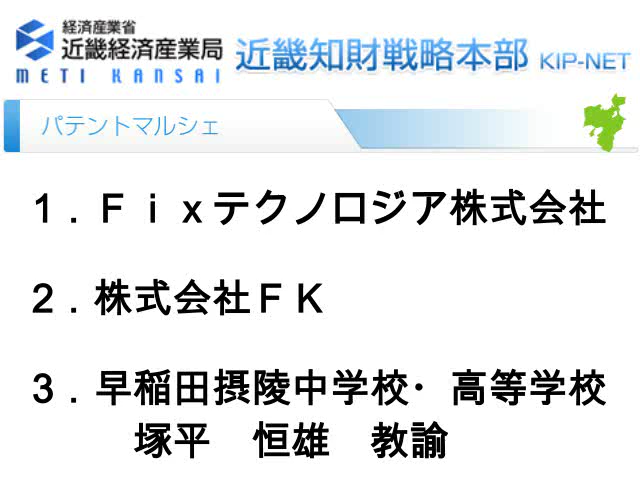 経済産業省
近畿経済産業局
METI KANSAI
近畿知財戦略本部 KIP-NET
パテントマルシェ
１．Ｆｉｘテクノロジア株式会社
２．株式会社ＦＫ
３．早稲田摂陵中学校・高等学校
塚平　恒雄　教諭